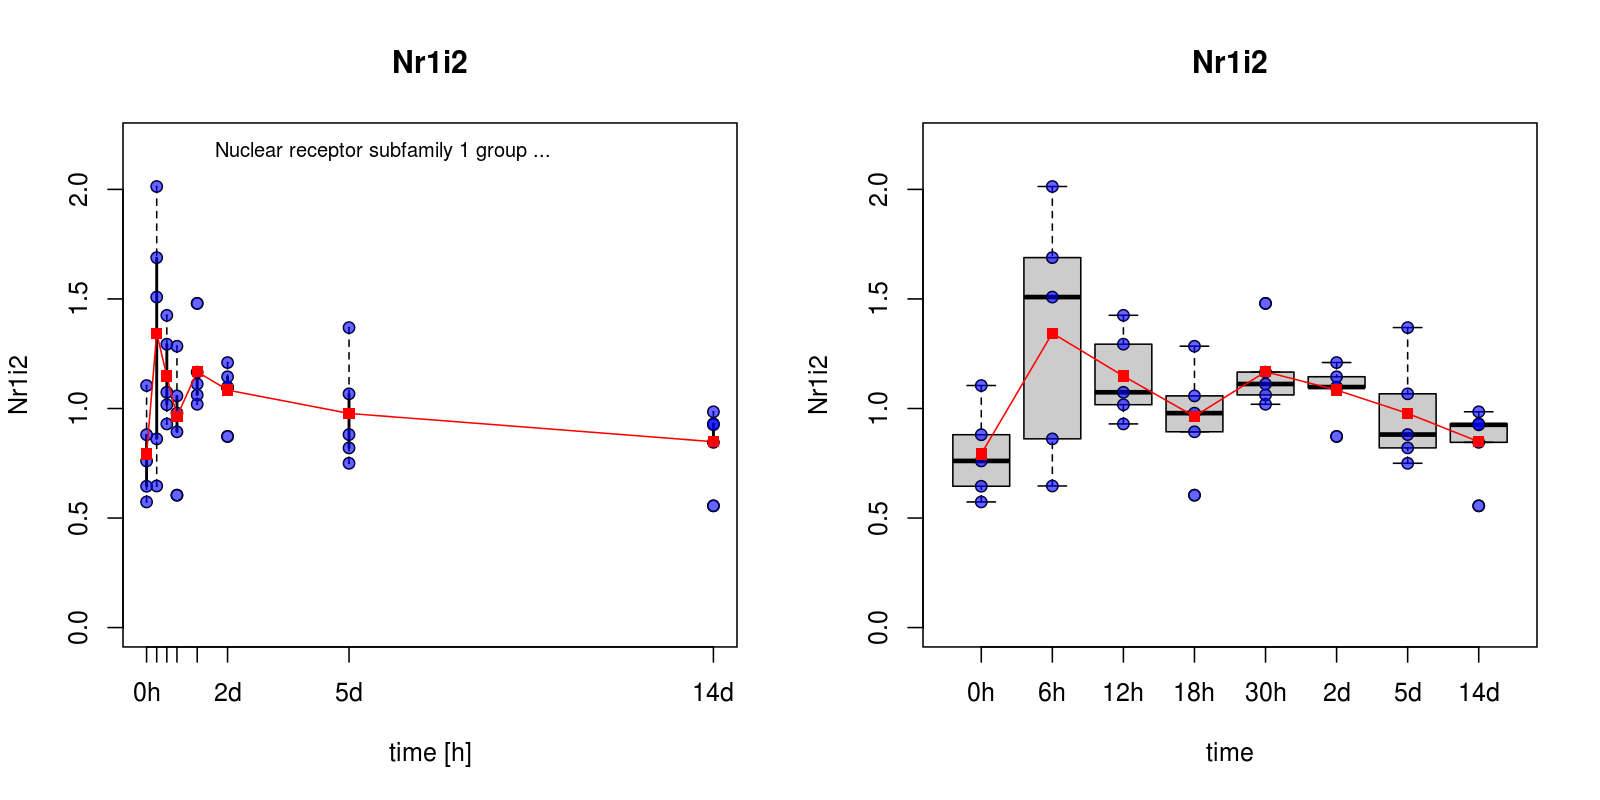 Nr1i2
Nuclear receptor subfamily 1 group ...
Nr1i2
2.0
1.5
1.0
0.5
0.0
0h 2d 5d 14d
time [h]
Nr1i2
Nr1i2
2.0
1.5
1.0
0.5
0.0
0h 6h 12h 18h 30h 2d 5d 14d
time